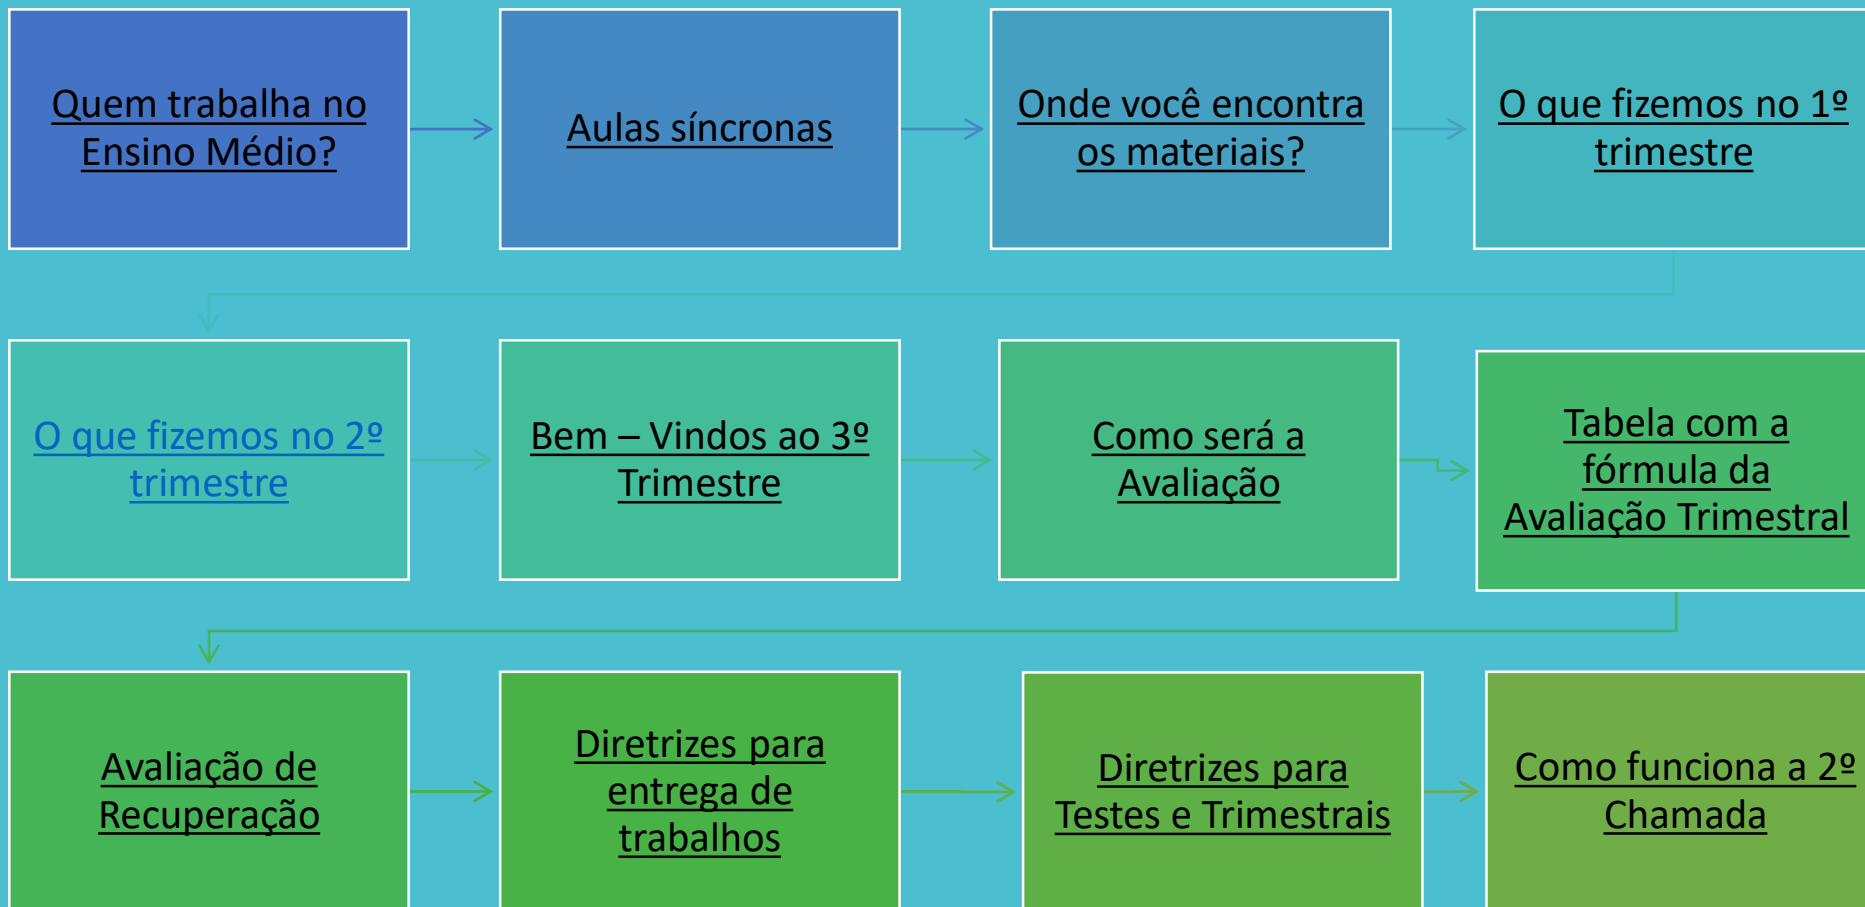 Quem trabalha no
Ensino Médio?
Aulas síncronas
Onde você encontra
os materiais?
O que fizemos no 1º
trimestre
O que fizemos no 2º
trimestre
Bem – Vindos ao 3º
Trimestre
Como será a
Avaliação
Tabela com a
fórmula da
Avaliação Trimestral
Avaliação de
Recuperação
Diretrizes para
entrega de
trabalhos
Diretrizes para
Testes e Trimestrais
Como funciona a 2º
Chamada